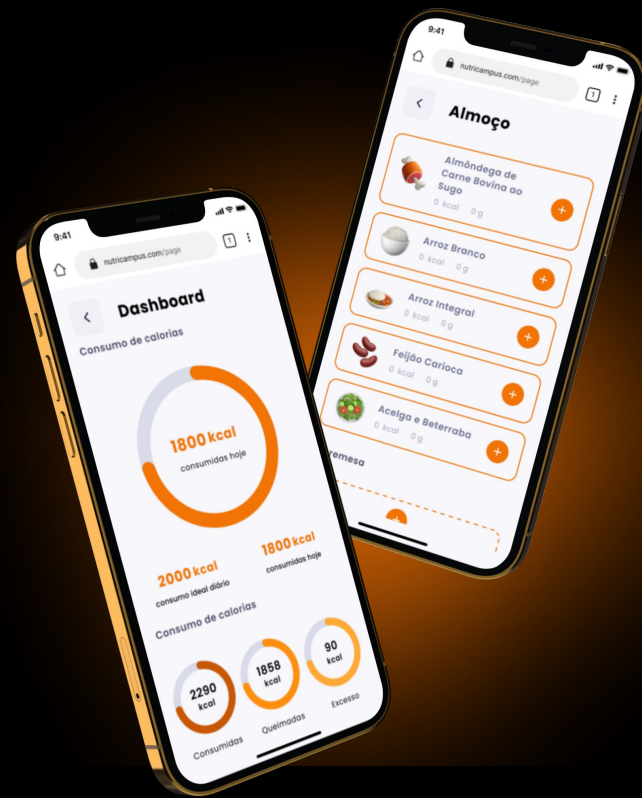 9:41
nutricampus.com/page
1
Dashboard
Consumo de calorias
1800 kcal
consumidas hoje
2000 kcal
consumo ideal diário
1800 kcal
consumidas hoje
Consumo de calorias
2290
kcal
Consumidas
1858
kcal
Queimadas
90
kcal
Excesso
9:41
nutricampus.com/page
1
Almoço
Almôndega de
Carne Bovina ao
Sugo
0 kcal 0 g
Arroz Branco
0 kcal 0 g
Arroz Integral
0 kcal 0 g
Feijão Carioca
0 kcal 0 g
Acelga e Beterraba
0 kcal 0 g
remesa